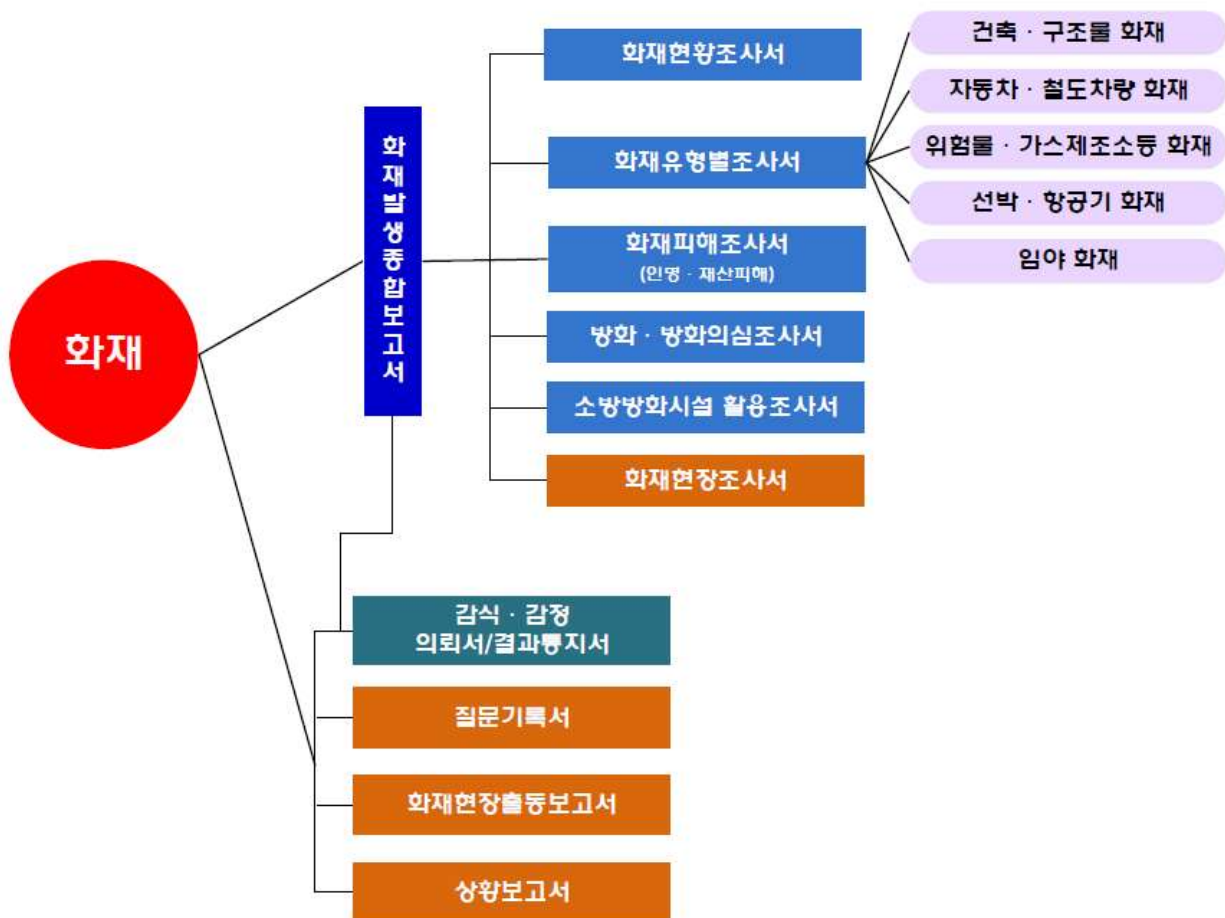 화재
화재발생종합보고서
화재현황조사서
화재유형별조사서
화재피해조사서
(인명 · 재산피해)
방화 · 방화의심조사서
소방방화시설 활용조사서
화재현장조사서
건축 · 구조물 화재
자동차 · 철도차량 화재
위험물 · 가스제조소등 화재
선박 · 항공기 화재
임야 화재
감식 · 감정
의뢰서/결과통지서
질문기록서
화재현장출동보고서
상황보고서